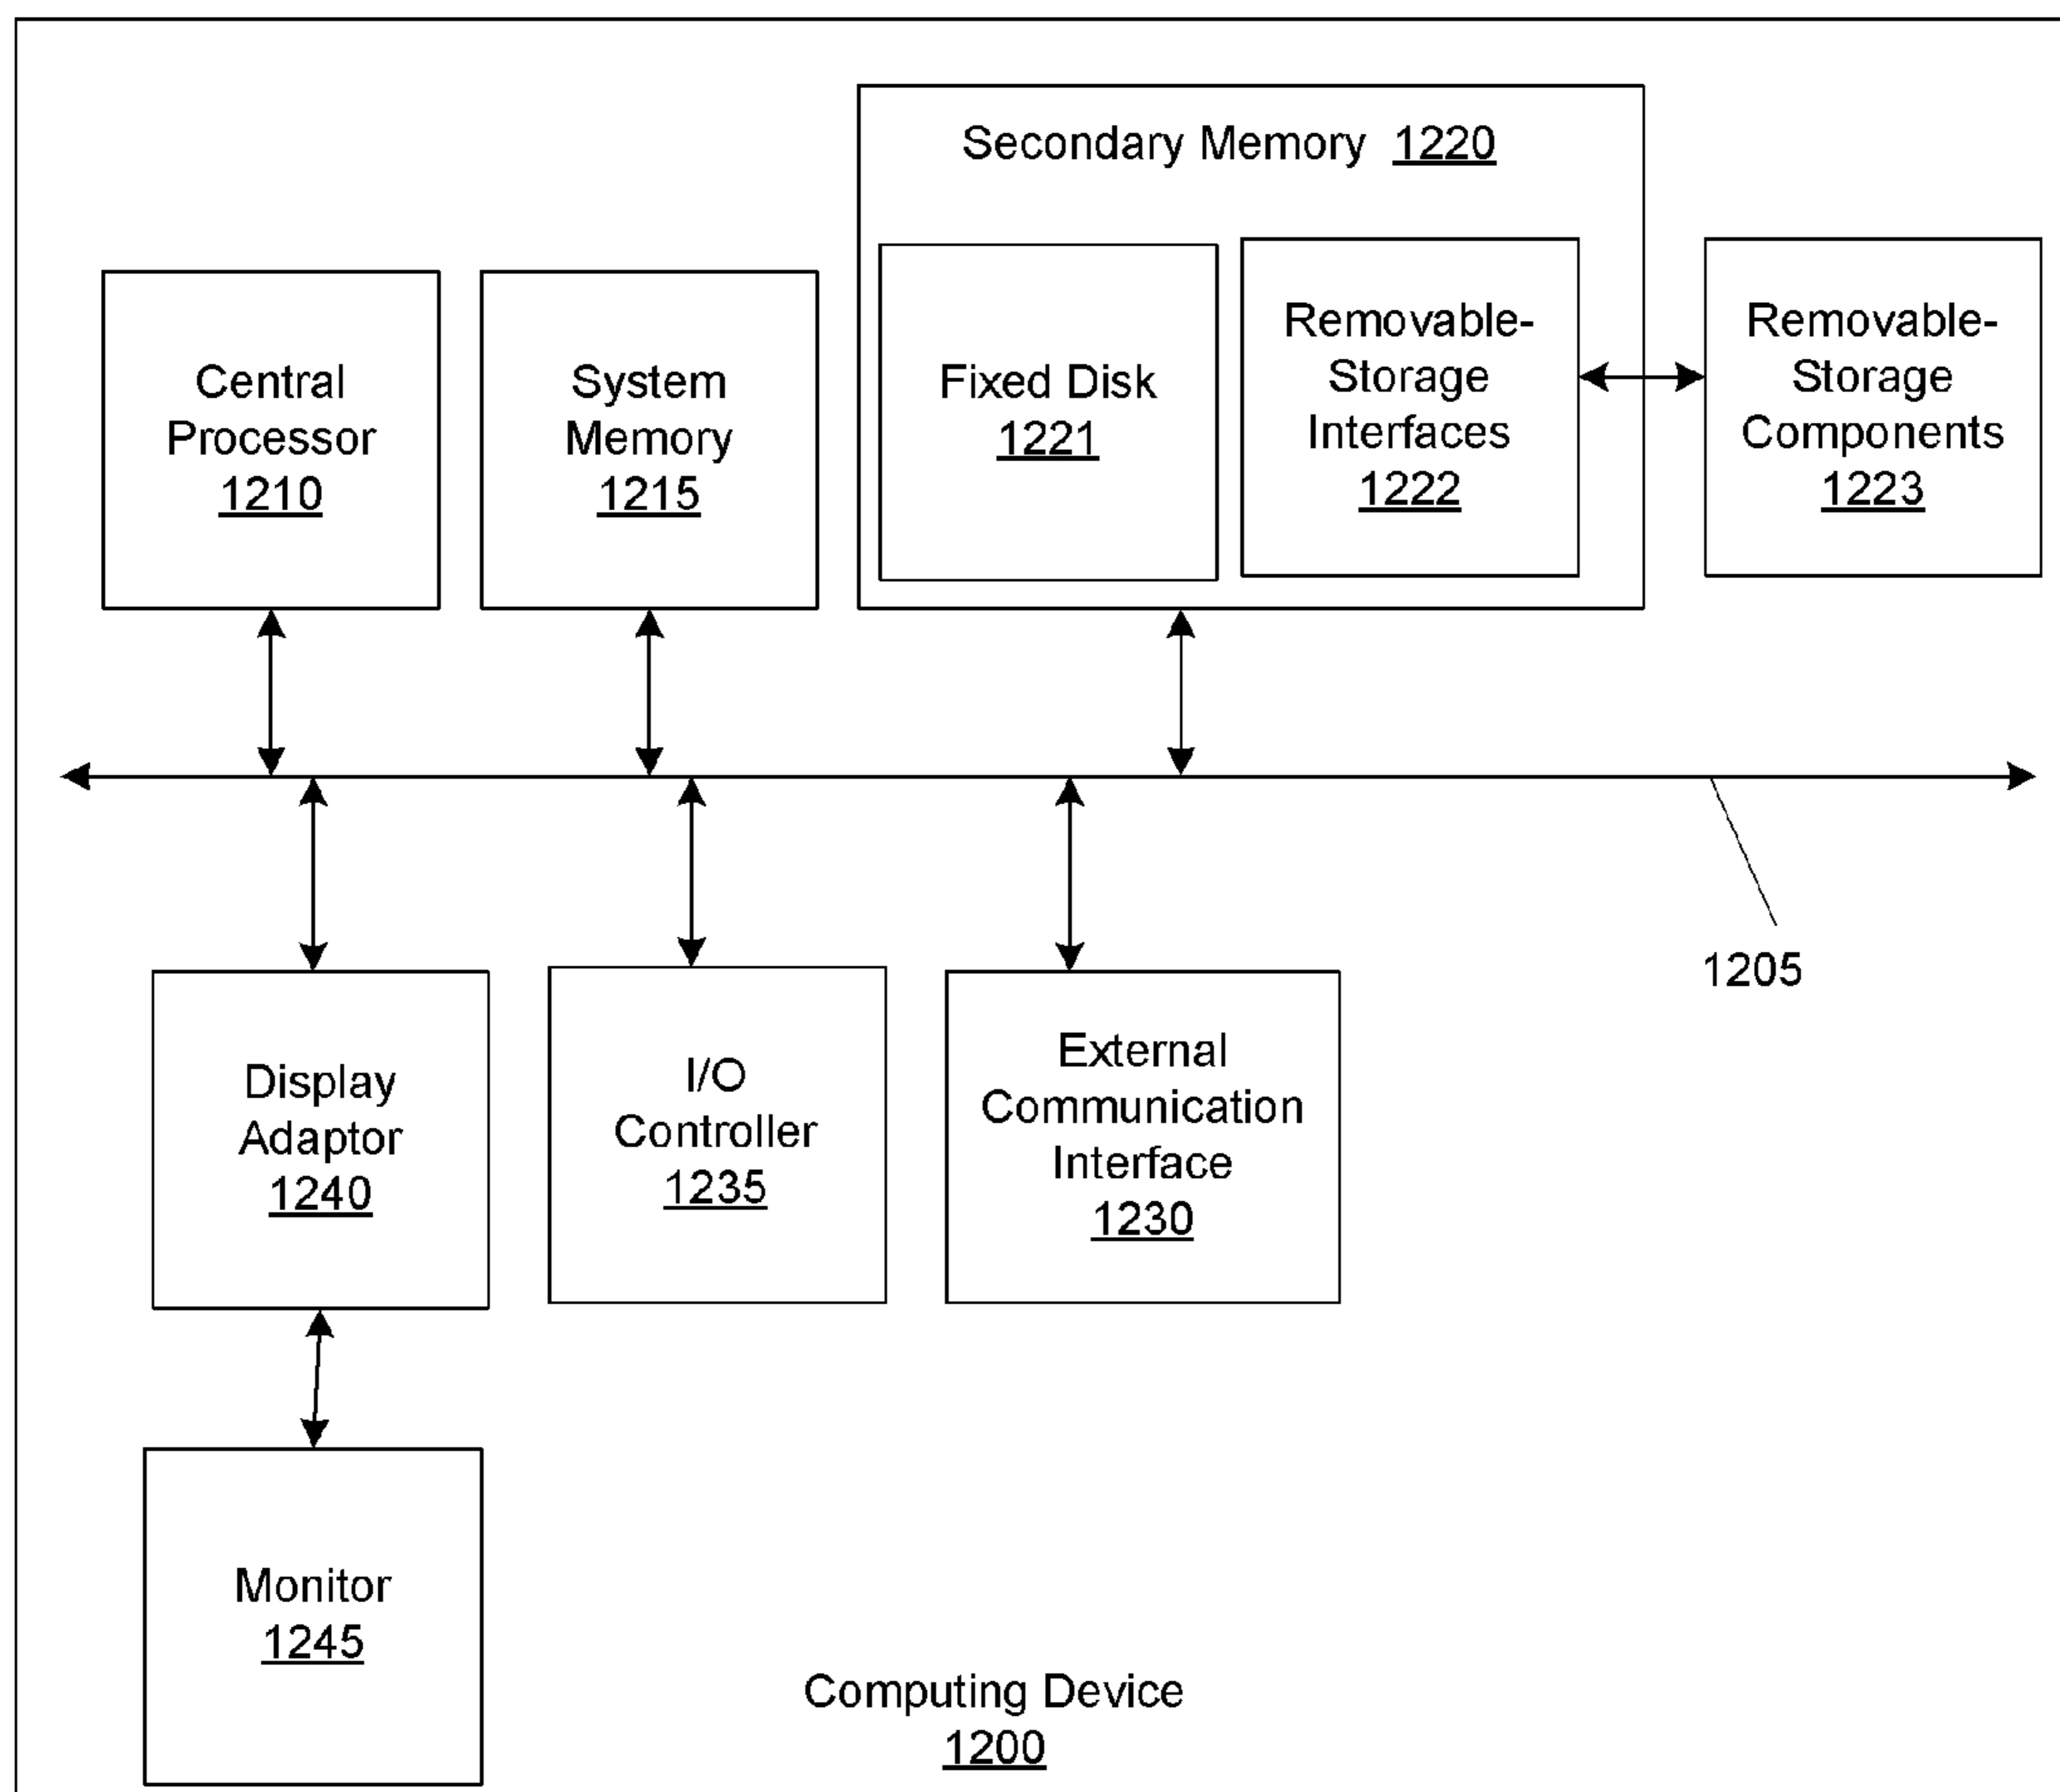 Secondary Memory 1220
Central
Processor
1210
System
Memory
1215
Fixed Disk
1221
Removable-
Storage
Interfaces
1222
Removable-
Storage
Components
1223
1205
Display
Adaptor
1240
I/O
Controller
1235
External
Communication
Interface
1230
Monitor
1245
Computing Device
1200